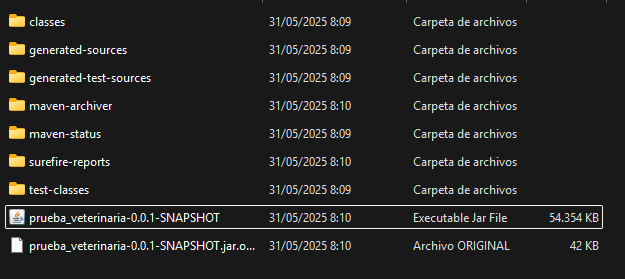 classes 31/05/2025 8:09 Carpeta de archivos
generated-sources 31/05/2025 8:09 Carpeta de archivos
generated-test-sources 31/05/2025 8:09 Carpeta de archivos
maven-archiver 31/05/2025 8:10 Carpeta de archivos
maven-status 31/05/2025 8:09 Carpeta de archivos
surefire-reports 31/05/2025 8:10 Carpeta de archivos
test-classes 31/05/2025 8:09 Carpeta de archivos
prueba_veterinaria-0.0.1-SNAPSHOT 31/05/2025 8:10 Executable Jar File 54.354 KB
prueba_veterinaria-0.0.1-SNAPSHOT.jar.o... 31/05/2025 8:10 Archivo ORIGINAL 42 KB